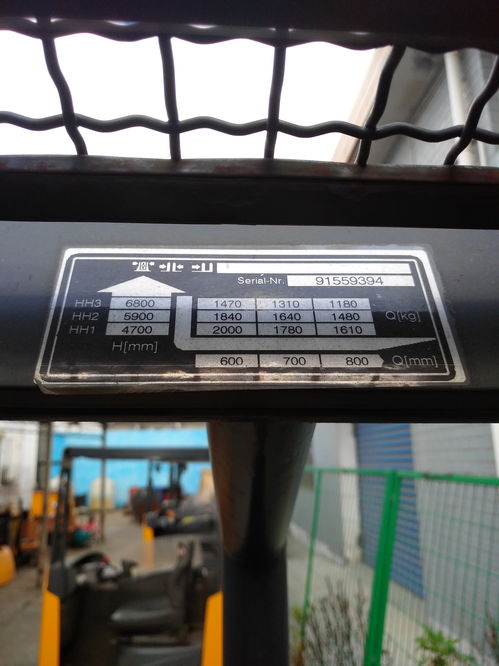 Serial-Nr. 91559394
HH3 6800 1470 1310 1180
HH2 5900 1840 1640 1480 Q[kg]
HH1 4700 2000 1780 1610
H[mm]
600 700 800 Q[mm]